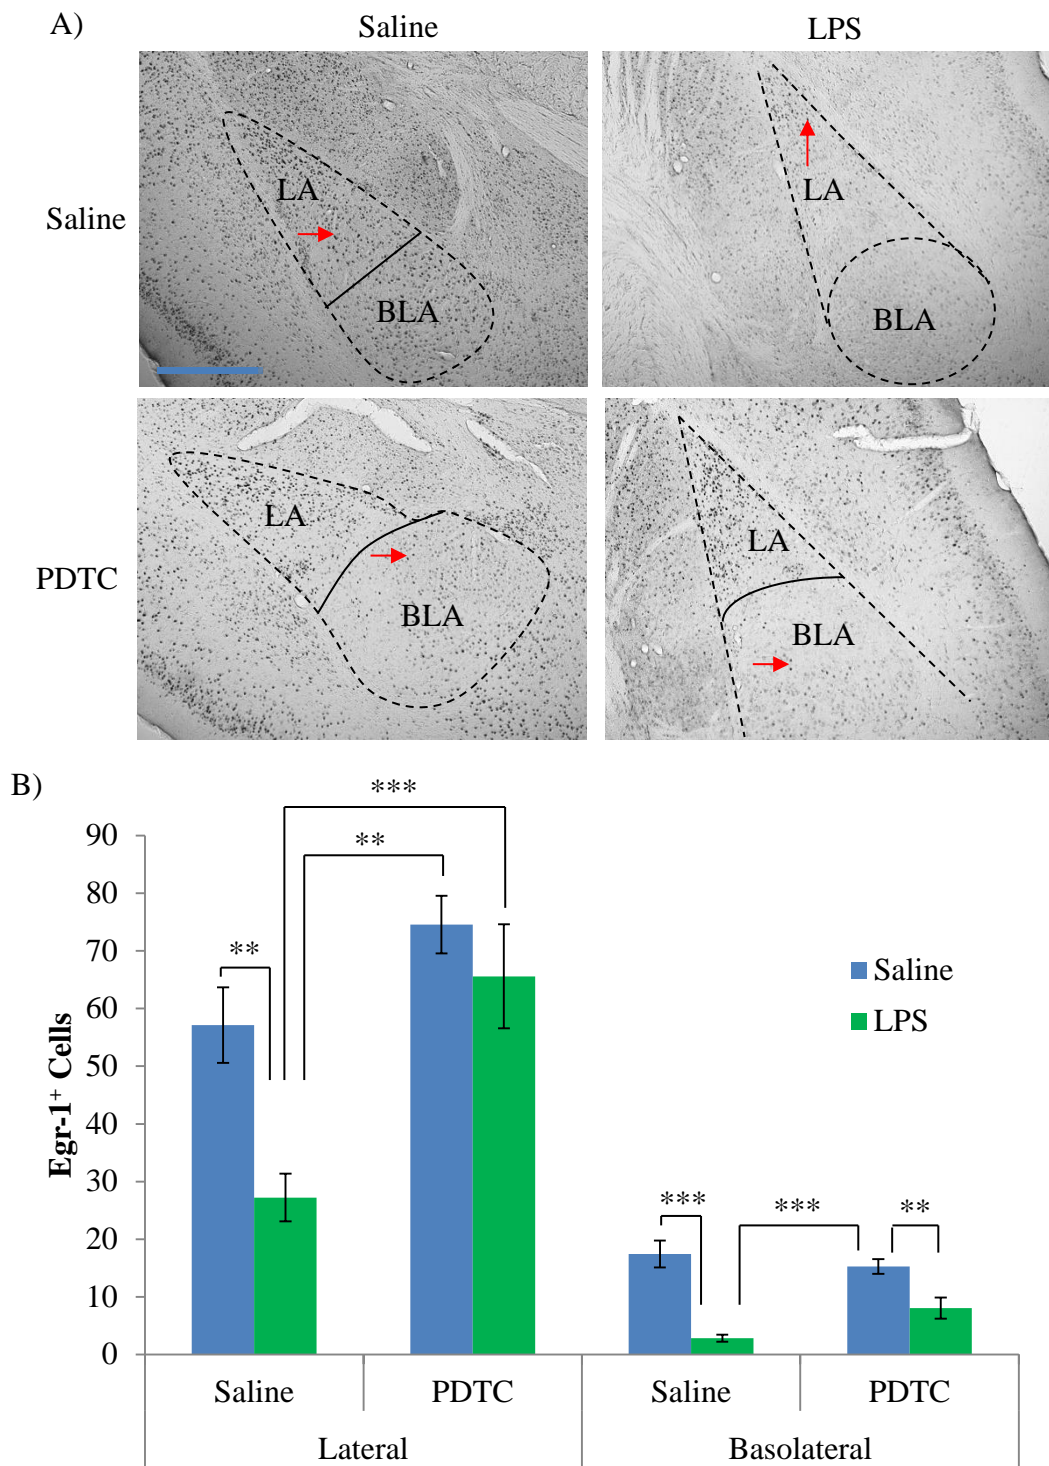 A)
Saline LPS
Saline
LA
BLA
LA
BLA
PDTC
LA
BLA
LA
BLA
B)
***
**
**
90
80
70
60
50
40
30
20
10
0
Egr-1⁺ Cells
Saline
LPS
*** *** **
Saline PDTC Saline PDTC
Lateral Basolateral